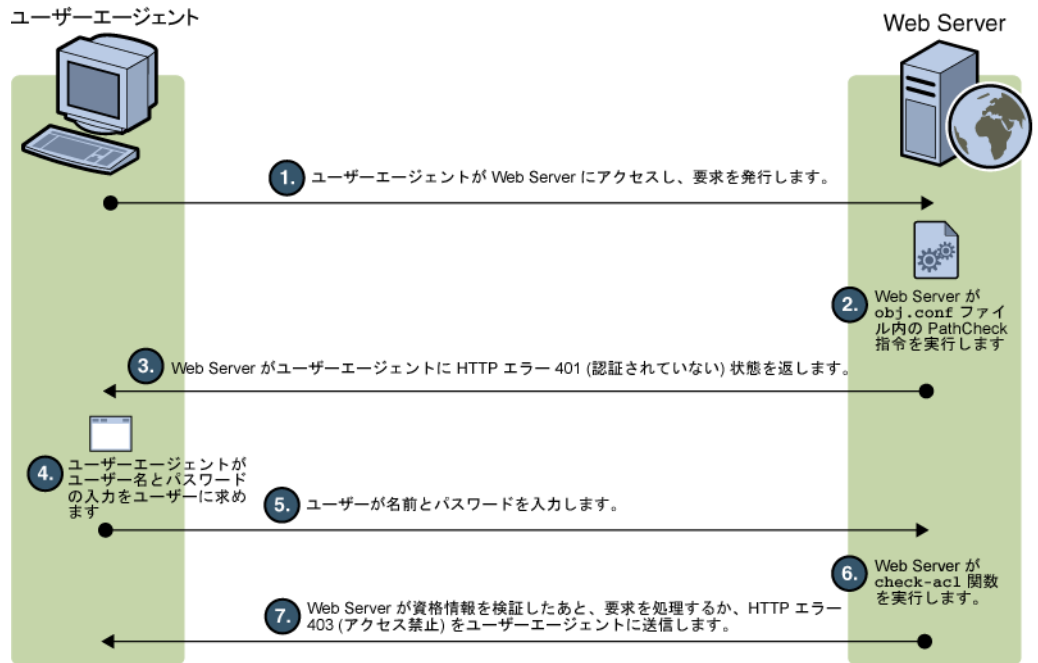 ユーザーエージェント
Web Server
1. ユーザーエージェントが Web Server にアクセスし、要求を発行します。
2. Web Server が
obj.conf ファイ
ル内の PathCheck
指令を実行します
3. Web Server がユーザーエージェントに HTTP エラー 401 (認証されていない) 状態を返します。
4. ユーザーエージェントが
ユーザー名とパスワード
の入力をユーザーに求め
ます
5. ユーザーが名前とパスワードを入力します。
6. Web Server が
check-acl 関数
を実行します。
7. Web Server が資格情報を検証したあと、要求を処理するか、HTTP エラー
403 (アクセス禁止) をユーザーエージェントに送信します。